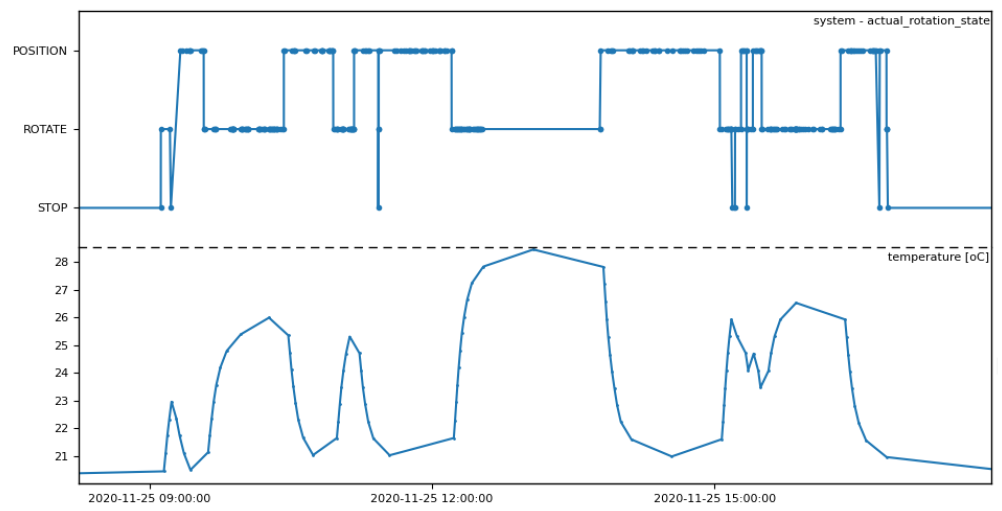 system - actual_rotation_state
POSITION
ROTATE
STOP
temperature [oC]
28
27
26
25
24
23
22
21
2020-11-25 09:00:00 2020-11-25 12:00:00 2020-11-25 15:00:00